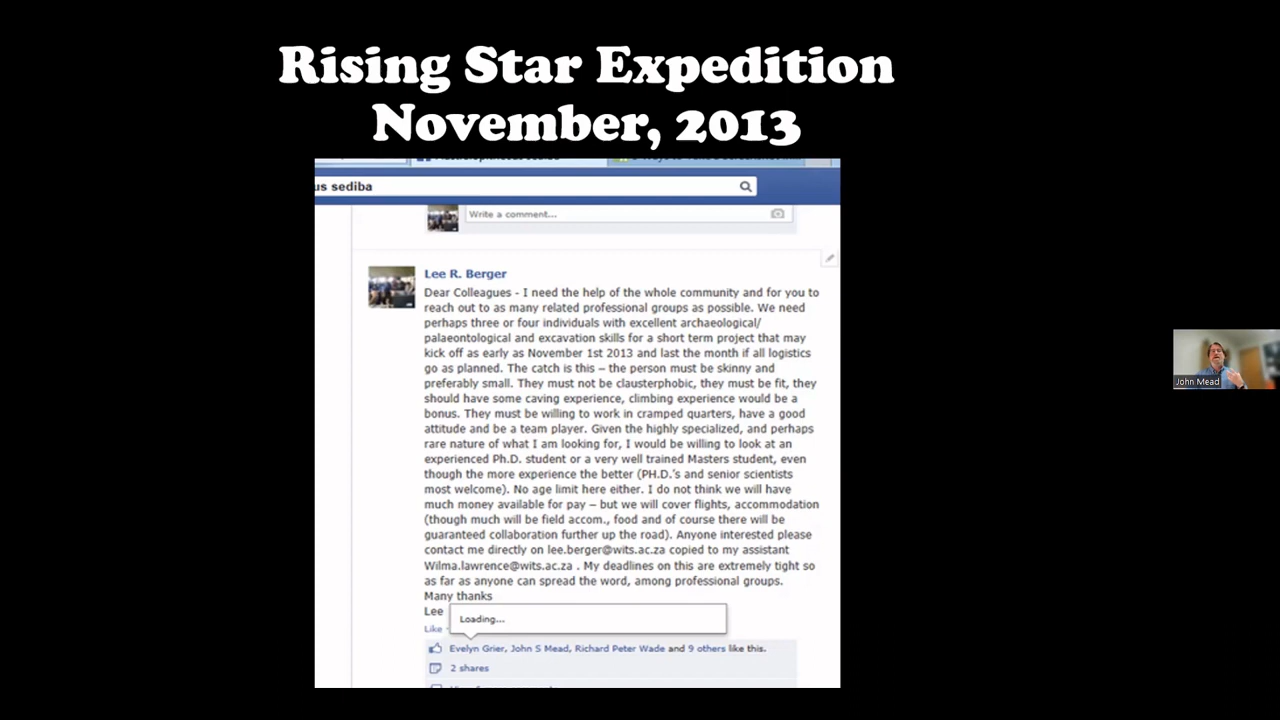 Rising Star Expedition
November, 2013
us sediba
Write a comment...
Lee R. Berger
Dear Colleagues - I need the help of the whole community and for you to
reach out to as many related professional groups as possible. We need
perhaps three or four individuals with excellent archaeological/
palaeontological and excavation skills for a short term project that may
kick off as early as November 1st 2013 and last the month if all logistics
go as planned. The catch is this – the person must be skinny and
preferably small. They must not be clausterphobic, they must be fit, they
should have some caving experience, climbing experience would be a
bonus. They must be willing to work in cramped quarters, have a good
attitude and be a team player. Given the highly specialized, and perhaps
rare nature of what I am looking for, I would be willing to look at an
experienced Ph.D. student or a very well trained Masters student, even
though the more experience the better (PH.D.'s and senior scientists
most welcome). No age limit here either. I do not think we will have
much money available for pay – but we will cover flights, accommodation
(though much will be field accom., food and of course there will be
guaranteed collaboration further up the road). Anyone interested please
contact me directly on lee.berger@wits.ac.za copied to my assistant
Wilma.lawrence@wits.ac.za . My deadlines on this are extremely tight so
as far as anyone can spread the word, among professional groups.
Many thanks
Lee
Loading...
Like
Evelyn Grier, John S Mead, Richard Peter Wade and 9 others like this.
2 shares
John Mead